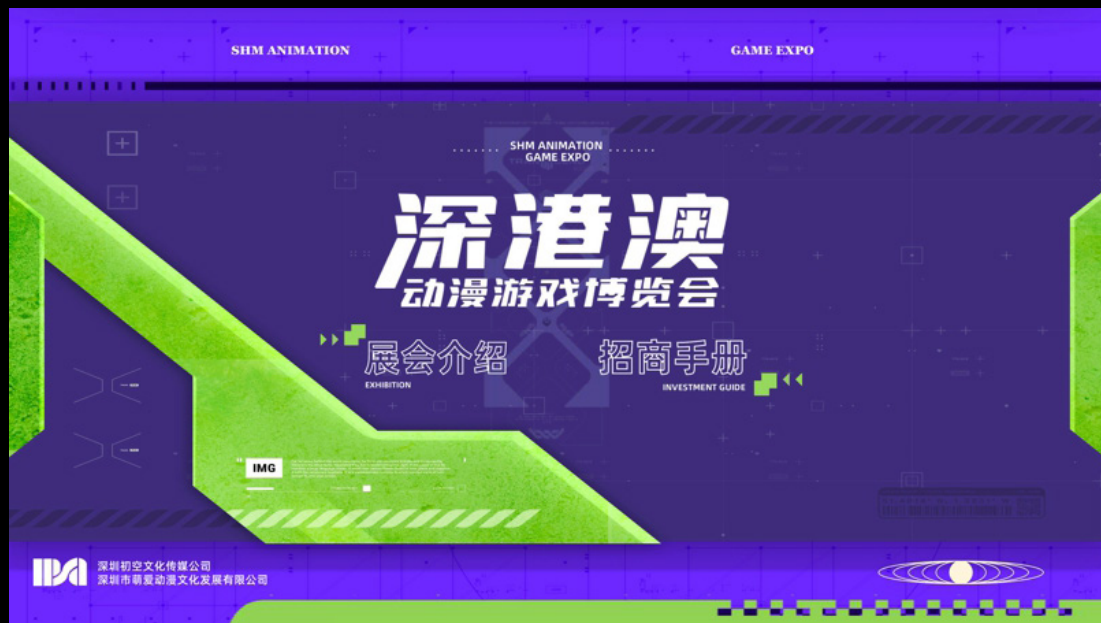 SHM ANIMATION
GAME EXPO
SHM ANIMATION
GAME EXPO
深港澳
动漫游戏博览会
展会介绍
招商手册
EXHIBITION
INVESTMENT GUIDE
IMG
深圳初空文化传媒公司
深圳市萌爱动漫文化发展有限公司